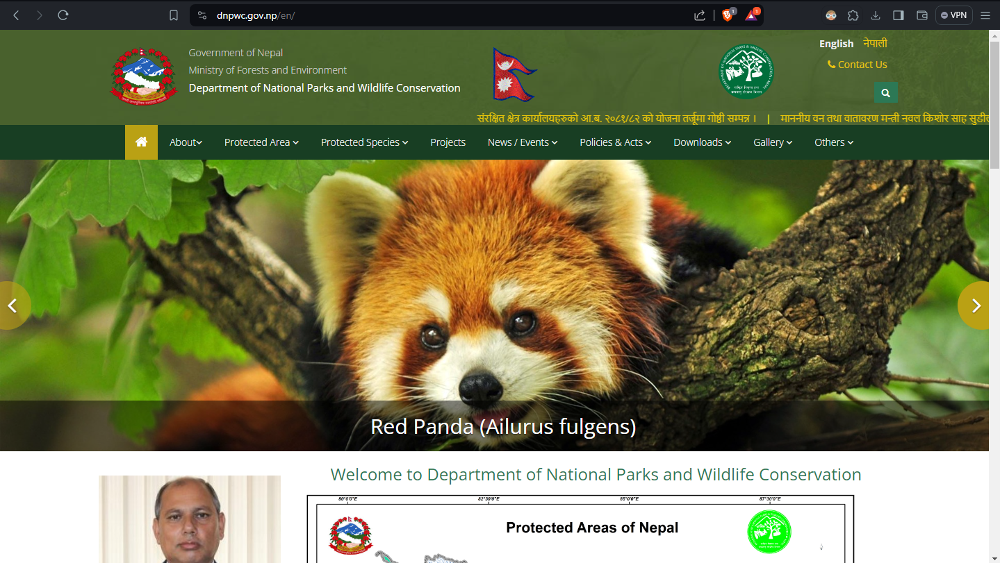 dnpwc.gov.np/en/
1
1
VPN
Government of Nepal
Ministry of Forests and Environment
Department of National Parks and Wildlife Conservation
English नेपाली
Contact Us
संरक्षित क्षेत्र कार्यालयहरुको आ.ब. २०८१/८२ को योजना तर्जूमा गोष्ठी सम्पन्न । | माननीय वन तथा वातावरण मन्त्री नवल किशोर साह सुडील
About Protected Area Protected Species Projects News / Events Policies & Acts Downloads Gallery Others
Red Panda (Ailurus fulgens)
Welcome to Department of National Parks and Wildlife Conservation
80°0'0"E 82°30'0"E 85°0'0"E 87°30'0"E
Protected Areas of Nepal